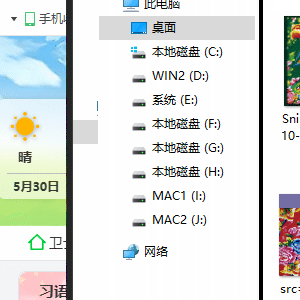 手机
晴
5月30日
卫士
习语
此电脑
桌面
本地磁盘 (C:)
WIN2 (D:)
系统 (E:)
本地磁盘 (F:)
本地磁盘 (G:)
本地磁盘 (H:)
MAC1 (I:)
MAC2 (J:)
网络
Sni
10-
src